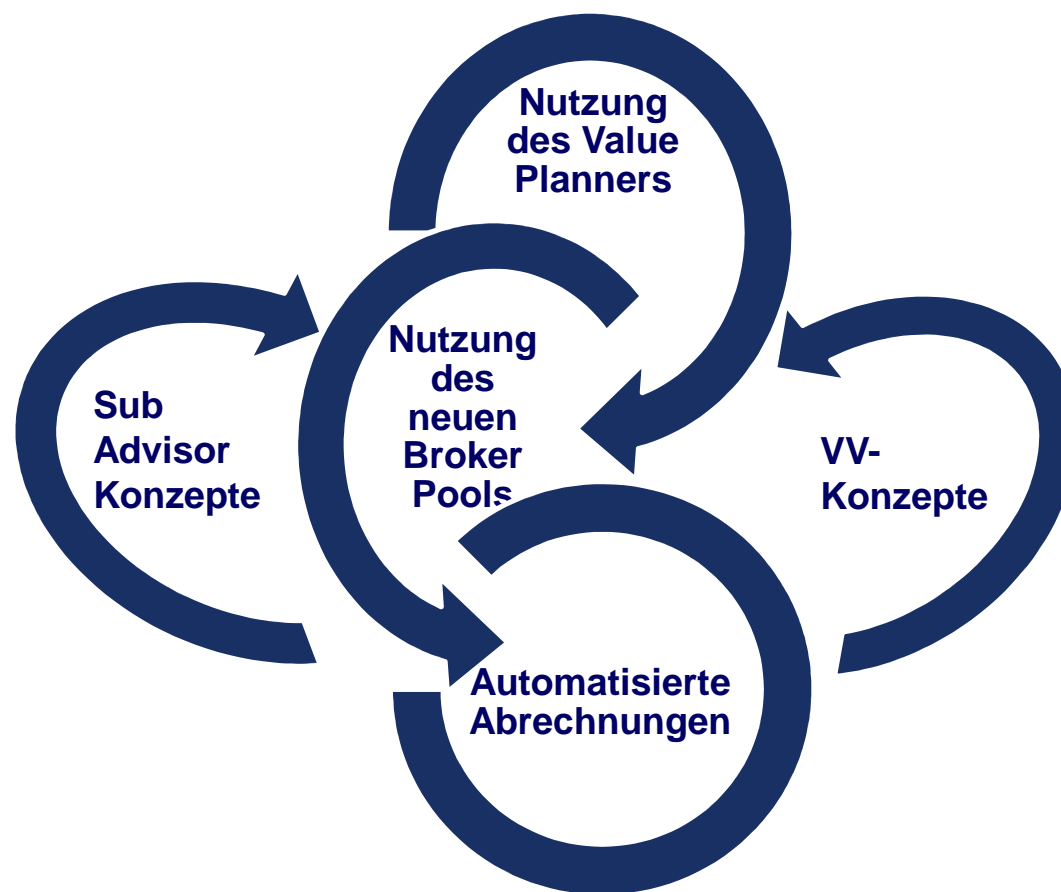 Nutzung
des Value
Planners
Nutzung
des
neuen
Broker
Pools
Sub
Advisor
Konzepte
VV-
Konzepte
Automatisierte
Abrechnungen